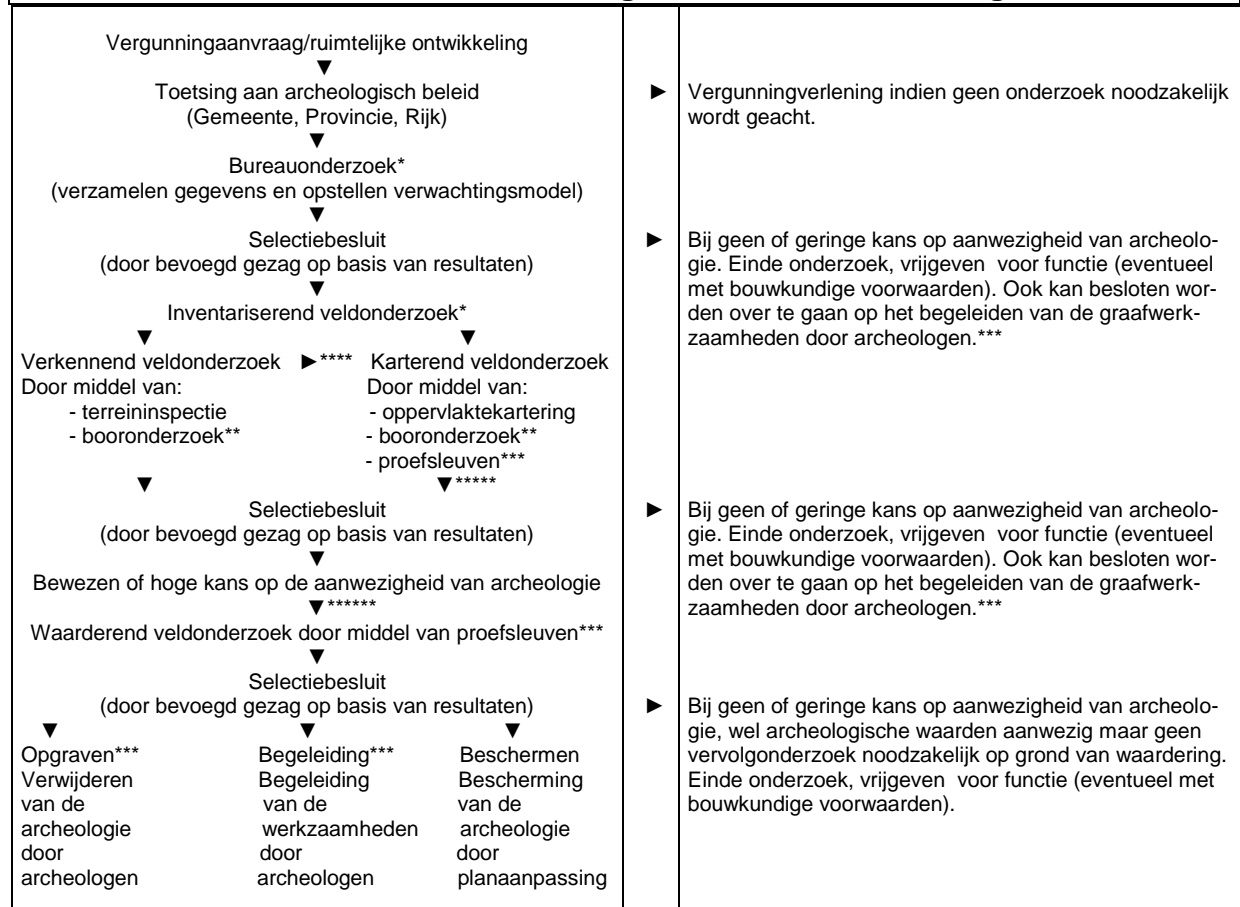 Vergunningaanvraag/ruimtelijke ontwikkeling
▼
Toetsing aan archeologisch beleid
(Gemeente, Provincie, Rijk)
► Vergunningverlening indien geen onderzoek noodzakelijk
wordt geacht.
▼
Bureauonderzoek*
(verzamelen gegevens en opstellen verwachtingsmodel)
▼
Selectiebesluit
(door bevoegd gezag op basis van resultaten)
► Bij geen of geringe kans op aanwezigheid van archeolo-
gie. Einde onderzoek, vrijgeven voor functie (eventueel
met bouwkundige voorwaarden). Ook kan besloten wor-
den over te gaan op het begeleiden van de graafwerk-
zaamheden door archeologen.***
▼
Inventariserend veldonderzoek*
▼ ▼
Verkennend veldonderzoek ►**** Karterend veldonderzoek
Door middel van: Door middel van:
- terreininspectie - oppervlaktekartering
- booronderzoek** - booronderzoek**
- proefsleuven***
▼ ▼*****
Selectiebesluit
(door bevoegd gezag op basis van resultaten)
► Bij geen of geringe kans op aanwezigheid van archeolo-
gie. Einde onderzoek, vrijgeven voor functie (eventueel
met bouwkundige voorwaarden). Ook kan besloten wor-
den over te gaan op het begeleiden van de graafwerk-
zaamheden door archeologen.***
▼
Bewezen of hoge kans op de aanwezigheid van archeologie
▼******
Waarderend veldonderzoek door middel van proefsleuven***
▼
Selectiebesluit
(door bevoegd gezag op basis van resultaten)
► Bij geen of geringe kans op aanwezigheid van archeolo-
gie, wel archeologische waarden aanwezig maar geen
vervolgonderzoek noodzakelijk op grond van waardering.
Einde onderzoek, vrijgeven voor functie (eventueel met
bouwkundige voorwaarden).
▼ ▼ ▼
Opgraven*** Begeleiding*** Beschermen
Verwijderen Begeleiding Bescherming
van de van de van de
archeologie werkzaamheden archeologie
door door door
archeologen archeologen planaanpassing